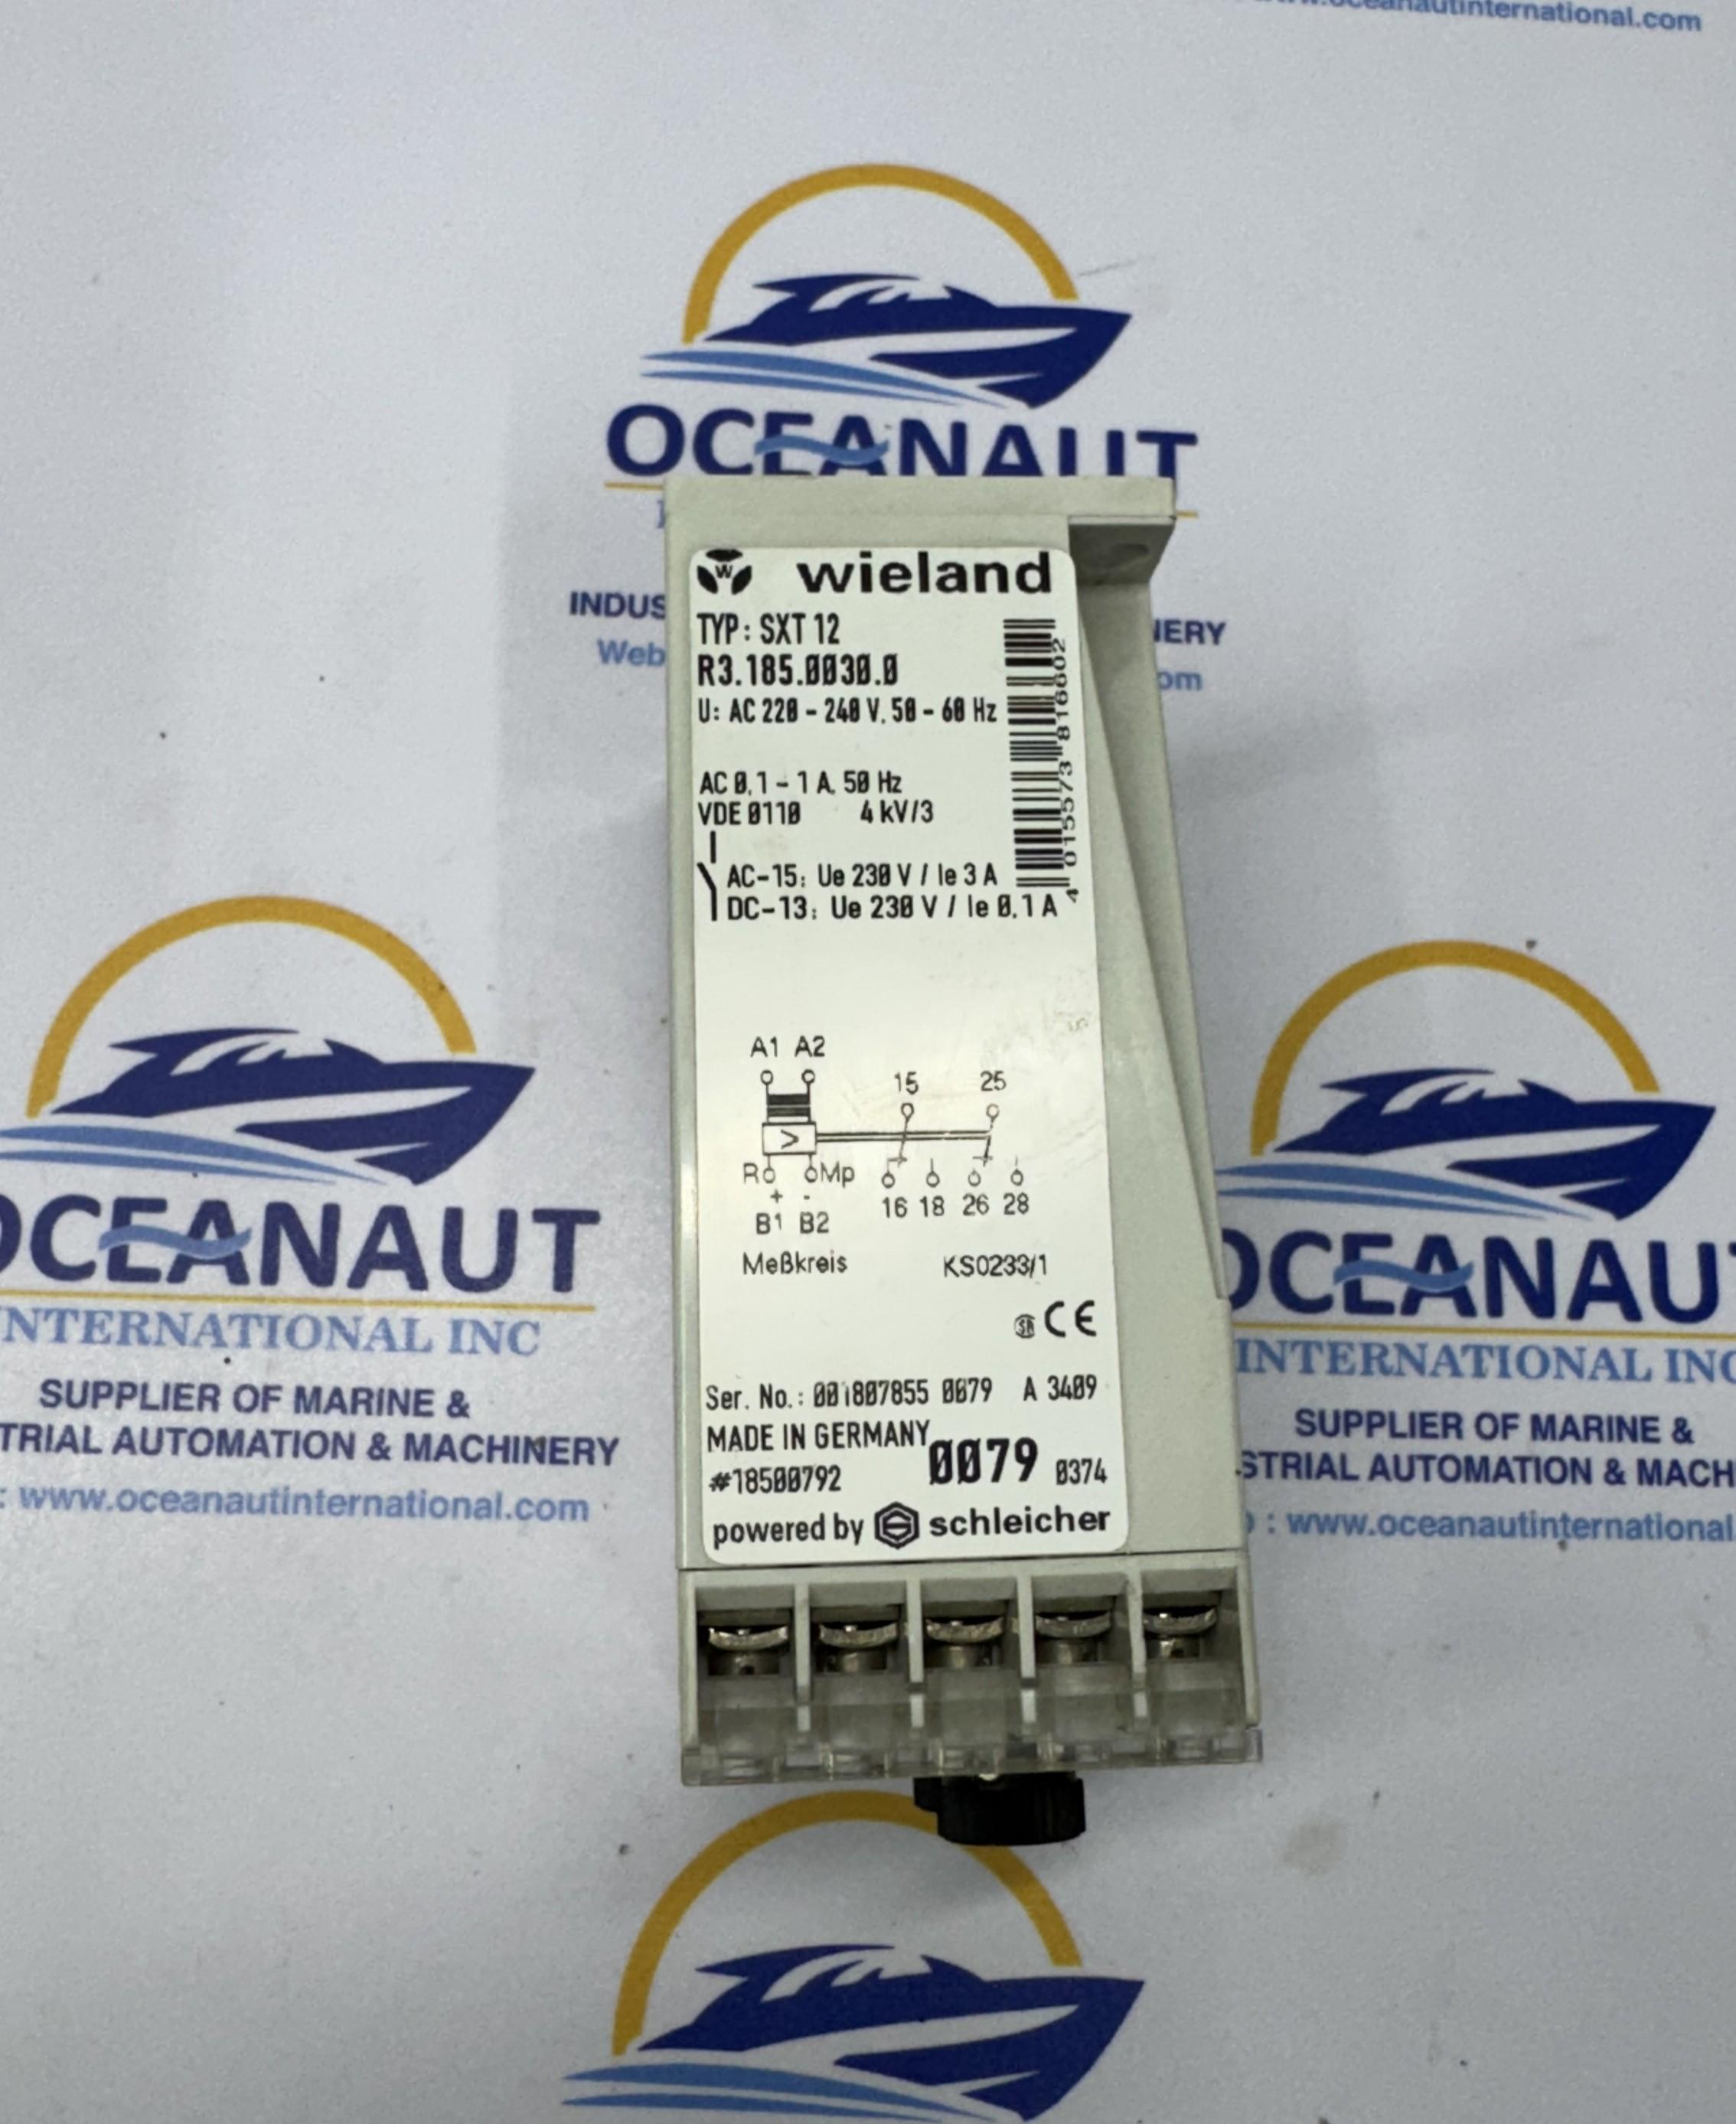 www.oceanautinternational.com
OCEANAUT
INDUS
NERY
Web
om
wieland
TYP: SXT 12
R3.185.0030.0
U: AC 220 - 240 V, 50 - 60 Hz
AC 0,1 - 1 A, 50 Hz
VDE 0110 4 kV/3
AC-15: Ue 230 V / Ie 3 A
DC-13: Ue 230 V / Ie 0,1 A
4 015573 816602
A1 A2
15 25
>
R Mp
+ -
B1 B2
16 18 26 28
Meßkreis KS0233/1
CE
Ser. No.: 001807855 0079 A 3409
MADE IN GERMANY
#18500792 0079 0374
powered by schleicher
OCEANAUT
INTERNATIONAL INC
SUPPLIER OF MARINE &
TRIAL AUTOMATION & MACHINERY
: www.oceanautinternational.com
OCEANAU
INTERNATIONAL INC
SUPPLIER OF MARINE &
STRIAL AUTOMATION & MACH
: www.oceanautinternational